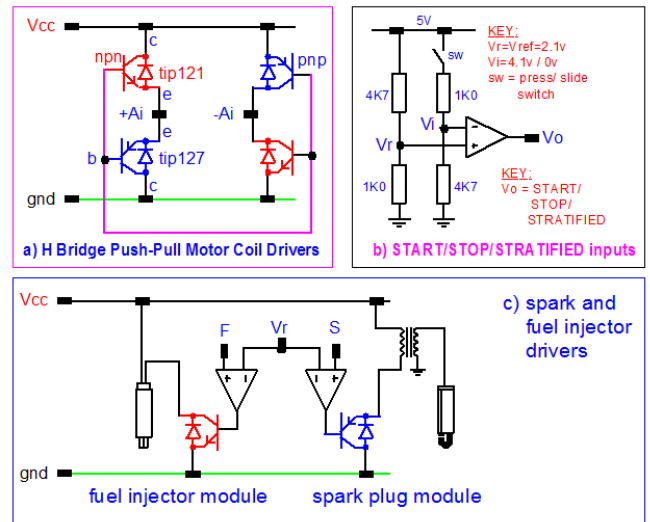 Vcc
c
npn
tip121
pnp
e
+Ai
-Ai
e
b
tip127
c
gnd
a) H Bridge Push-Pull Motor Coil Drivers
5V
KEY:
Vr=Vref=2.1v
Vi=4.1v / 0v
sw = press/ slide
switch
sw
4K7
1K0
Vi
-
Vo
Vr
+
1K0
4K7
KEY:
Vo = START/
STOP/
STRATIFIED
b) START/STOP/STRATIFIED inputs
Vcc
c) spark and
fuel injector
drivers
F
Vr
S
+ -
- +
gnd
fuel injector module
spark plug module